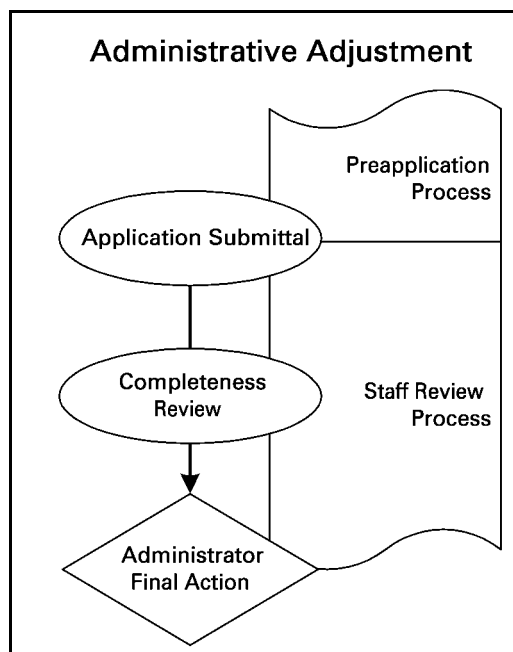 Administrative Adjustment
Preapplication
Process
Application Submittal
Completeness
Review
Staff Review
Process
Administrator
Final Action